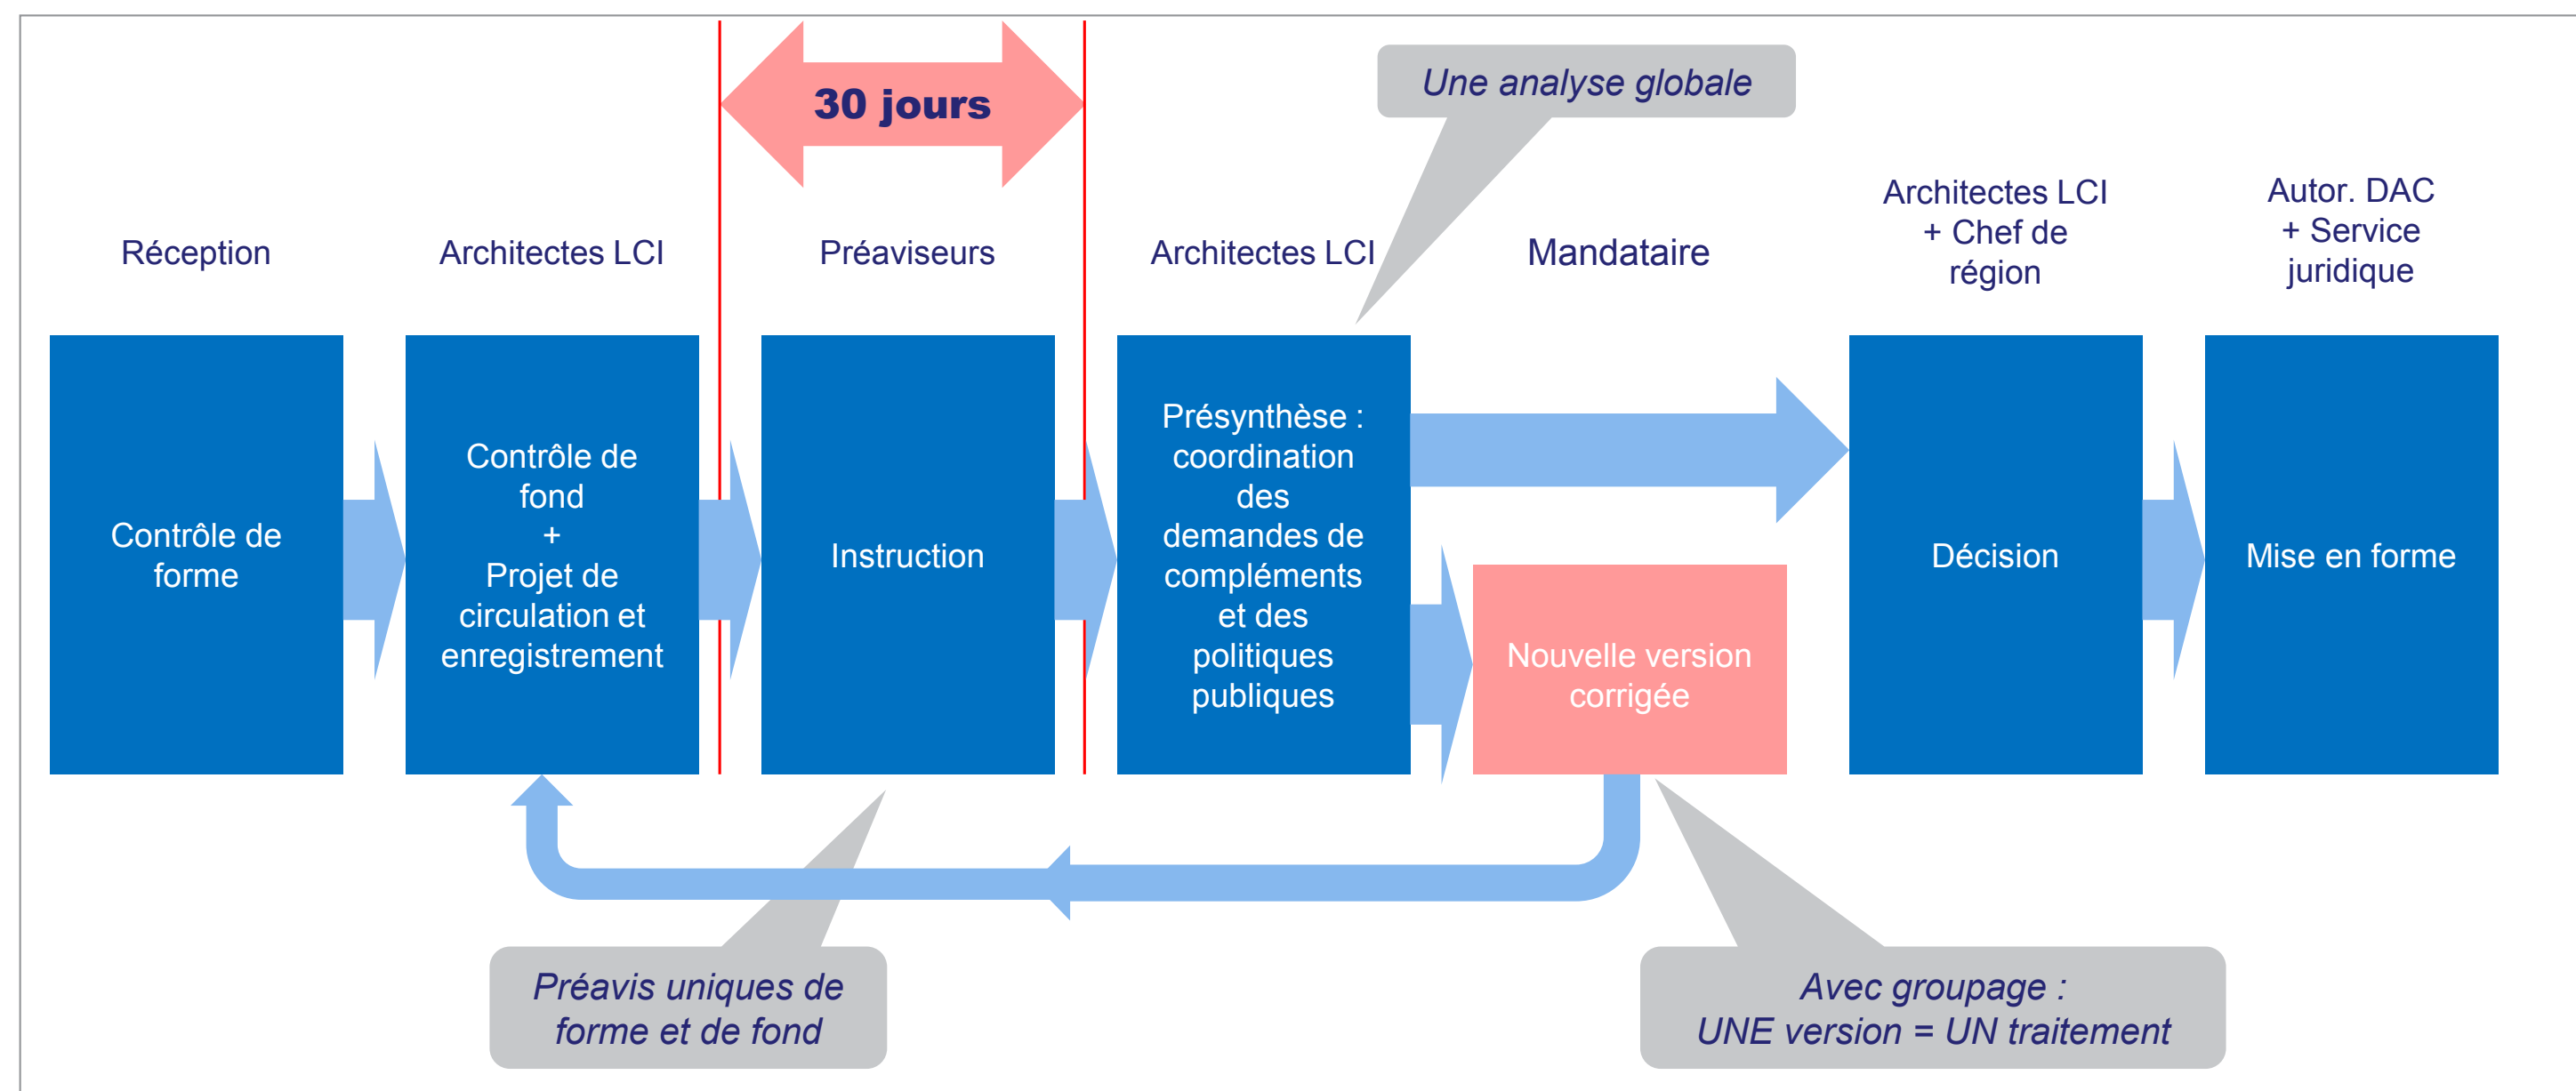 30 jours
Une analyse globale
Réception
Architectes LCI
Préaviseurs
Architectes LCI
Mandataire
Architectes LCI
+ Chef de
région
Autor. DAC
+ Service
juridique
Contrôle de
forme
Contrôle de
fond
+
Projet de
circulation et
enregistrement
Instruction
Présynthèse :
coordination
des
demandes de
compléments
et des
politiques
publiques
Nouvelle version
corrigée
Décision
Mise en forme
Préavis uniques de
forme et de fond
Avec groupage :
UNE version = UN traitement